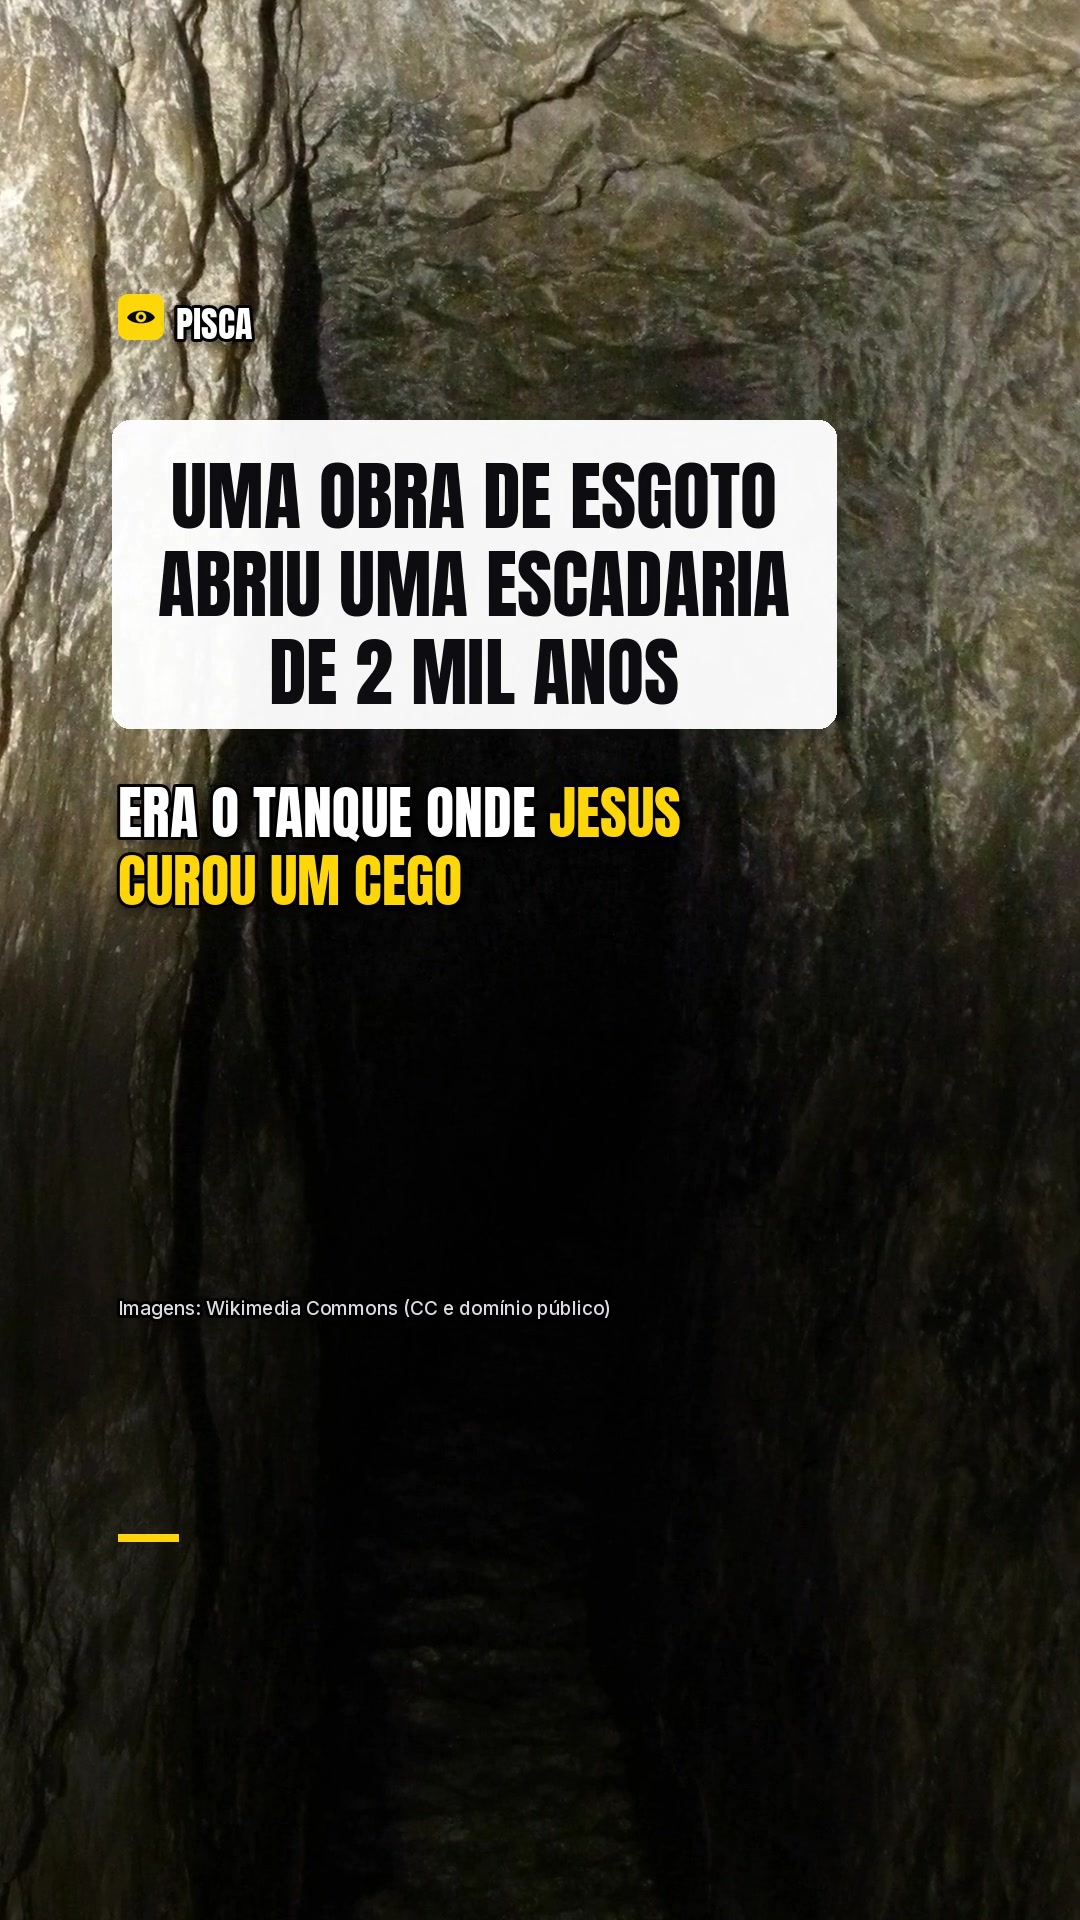 PISCA
UMA OBRA DE ESGOTO
ABRIU UMA ESCADARIA
DE 2 MIL ANOS
ERA O TANQUE ONDE JESUS
CUROU UM CEGO
Imagens: Wikimedia Commons (CC e domínio público)